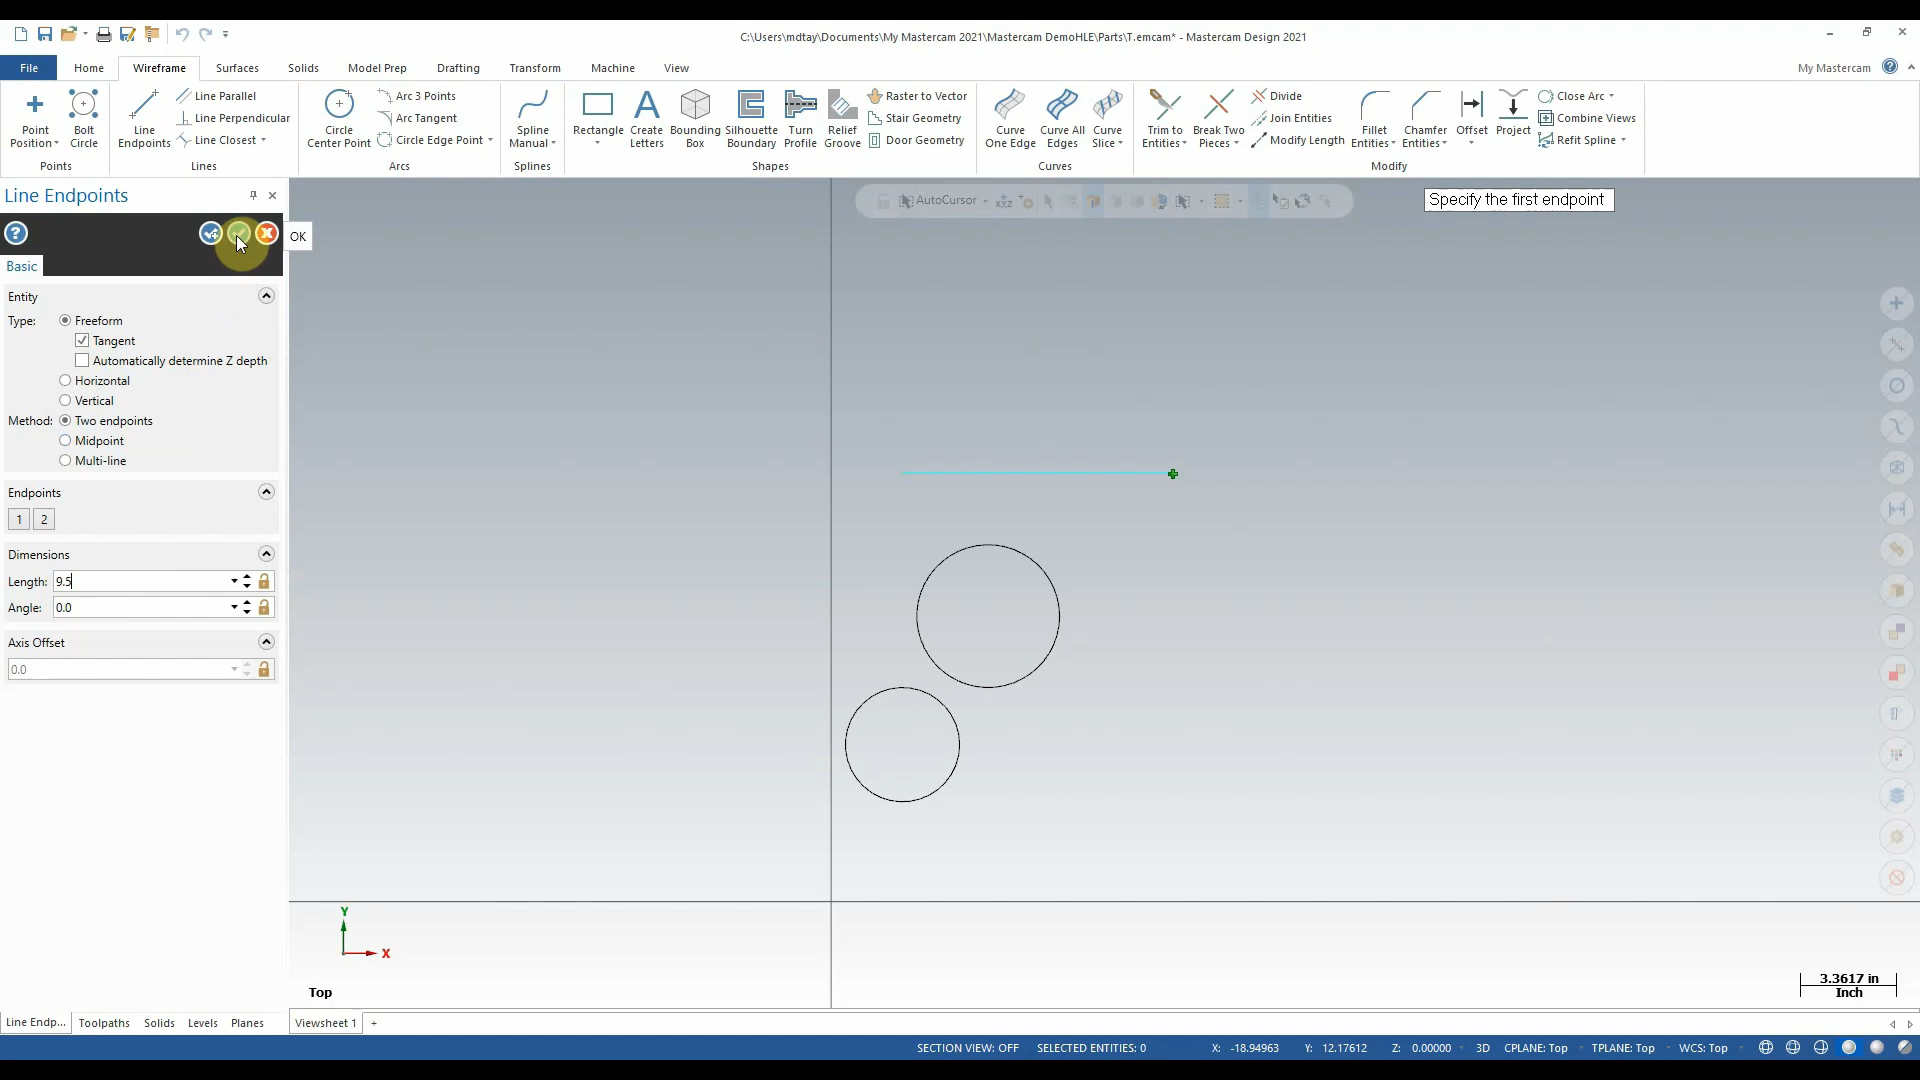 C:\Users\mdtay\Documents\My Mastercam 2021\Mastercam DemoHLE\Parts\T.emcam* - Mastercam Design 2021
File Home Wireframe Surfaces Solids Model Prep Drafting Transform Machine View My Mastercam
Point Position
Bolt Circle
Points
Line Endpoints
Line Parallel
Line Perpendicular
Line Closest
Lines
Circle Center Point
Arc 3 Points
Arc Tangent
Circle Edge Point
Arcs
Spline Manual
Splines
Rectangle
Create Letters
Bounding Box
Silhouette Boundary
Turn Profile
Relief Groove
Raster to Vector
Stair Geometry
Door Geometry
Shapes
Curve One Edge
Curve All Edges
Curve Slice
Curves
Trim to Entities
Break Two Pieces
Divide
Join Entities
Modify Length
Fillet Entities
Chamfer Entities
Offset
Project
Close Arc
Combine Views
Refit Spline
Modify
Line Endpoints
OK
Basic
Entity
Type: Freeform
Tangent
Automatically determine Z depth
Horizontal
Vertical
Method: Two endpoints
Midpoint
Multi-line
Endpoints
1 2
Dimensions
Length: 9.5
Angle: 0.0
Axis Offset
0.0
AutoCursor
Specify the first endpoint
Y
X
Top
3.3617 in
Inch
Line Endp... Toolpaths Solids Levels Planes
Viewsheet 1 +
SECTION VIEW: OFF SELECTED ENTITIES: 0 X: -18.94963 Y: 12.17612 Z: 0.00000 3D CPLANE: Top TPLANE: Top WCS: Top